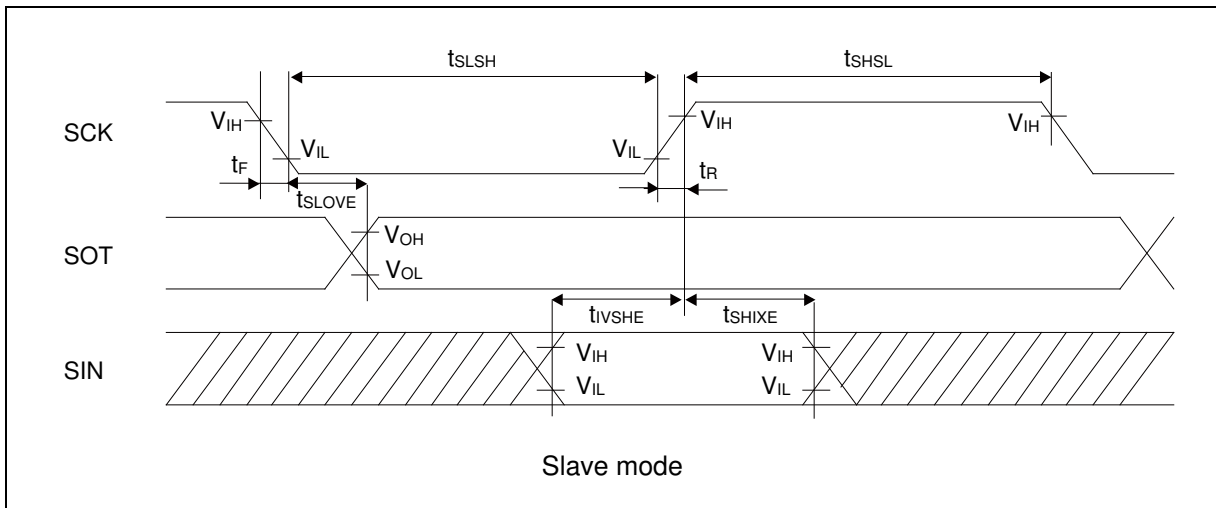 tSLSH
tSHSL
SCK
VIH
VIL
VIL
VIH
VIH
tF
tR
tSLOVE
SOT
VOH
VOL
tIVSHE
tSHIXE
SIN
VIH
VIH
VIL
VIL
Slave mode